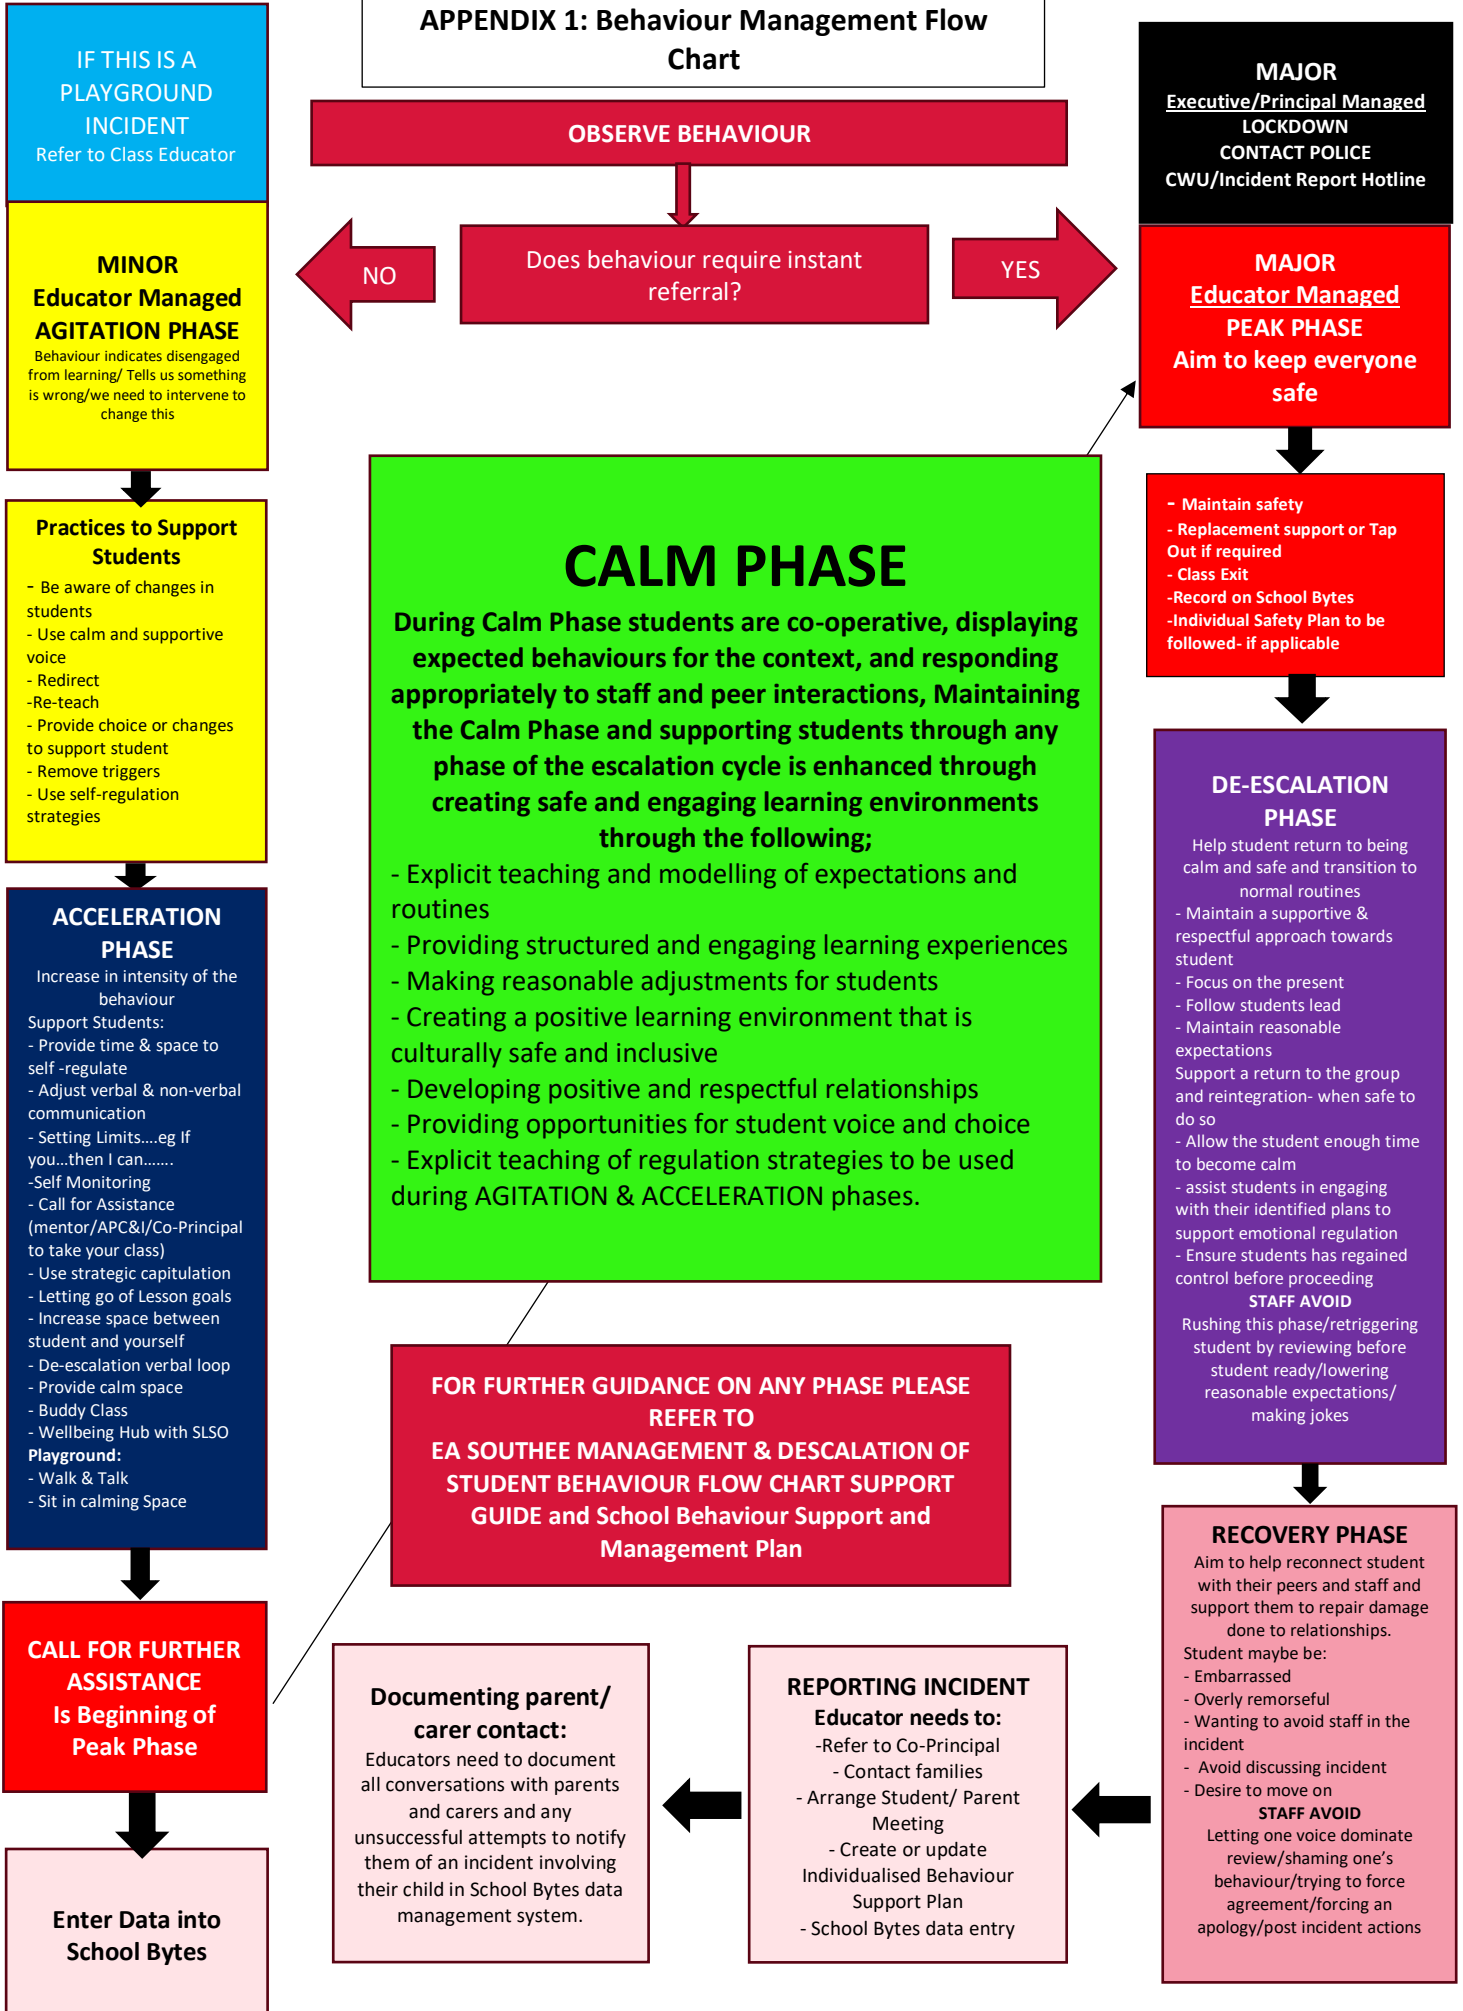 APPENDIX 1: Behaviour Management Flow
Chart
IF THIS IS A
PLAYGROUND
INCIDENT
Refer to Class Educator
OBSERVE BEHAVIOUR
MAJOR
Executive/Principal Managed
LOCKDOWN
CONTACT POLICE
CWU/Incident Report Hotline
NO
Does behaviour require instant
referral?
YES
MINOR
Educator Managed
AGITATION PHASE
Behaviour indicates disengaged
from learning/ Tells us something
is wrong/we need to intervene to
change this
MAJOR
Educator Managed
PEAK PHASE
Aim to keep everyone
safe
Practices to Support
Students
- Be aware of changes in
students
- Use calm and supportive
voice
- Redirect
-Re-teach
- Provide choice or changes
to support student
- Remove triggers
- Use self-regulation
strategies
CALM PHASE
During Calm Phase students are co-operative, displaying
expected behaviours for the context, and responding
appropriately to staff and peer interactions, Maintaining
the Calm Phase and supporting students through any
phase of the escalation cycle is enhanced through
creating safe and engaging learning environments
through the following;
- Explicit teaching and modelling of expectations and
routines
- Providing structured and engaging learning experiences
- Making reasonable adjustments for students
- Creating a positive learning environment that is
culturally safe and inclusive
- Developing positive and respectful relationships
- Providing opportunities for student voice and choice
- Explicit teaching of regulation strategies to be used
during AGITATION & ACCELERATION phases.
- Maintain safety
- Replacement support or Tap
Out if required
- Class Exit
-Record on School Bytes
-Individual Safety Plan to be
followed- if applicable
ACCELERATION
PHASE
Increase in intensity of the
behaviour
Support Students:
- Provide time & space to
self -regulate
- Adjust verbal & non-verbal
communication
- Setting Limits....eg If
you...then I can.......
-Self Monitoring
- Call for Assistance
(mentor/APC&I/Co-Principal
to take your class)
- Use strategic capitulation
- Letting go of Lesson goals
- Increase space between
student and yourself
- De-escalation verbal loop
- Provide calm space
- Buddy Class
- Wellbeing Hub with SLSO
Playground:
- Walk & Talk
- Sit in calming Space
DE-ESCALATION
PHASE
Help student return to being
calm and safe and transition to
normal routines
- Maintain a supportive &
respectful approach towards
student
- Focus on the present
- Follow students lead
- Maintain reasonable
expectations
Support a return to the group
and reintegration- when safe to
do so
- Allow the student enough time
to become calm
- assist students in engaging
with their identified plans to
support emotional regulation
- Ensure students has regained
control before proceeding
STAFF AVOID
Rushing this phase/retriggering
student by reviewing before
student ready/lowering
reasonable expectations/
making jokes
FOR FURTHER GUIDANCE ON ANY PHASE PLEASE
REFER TO
EA SOUTHEE MANAGEMENT & DESCALATION OF
STUDENT BEHAVIOUR FLOW CHART SUPPORT
GUIDE and School Behaviour Support and
Management Plan
CALL FOR FURTHER
ASSISTANCE
Is Beginning of
Peak Phase
Enter Data into
School Bytes
Documenting parent/
carer contact:
Educators need to document
all conversations with parents
and carers and any
unsuccessful attempts to notify
them of an incident involving
their child in School Bytes data
management system.
REPORTING INCIDENT
Educator needs to:
-Refer to Co-Principal
- Contact families
- Arrange Student/ Parent
Meeting
- Create or update
Individualised Behaviour
Support Plan
- School Bytes data entry
RECOVERY PHASE
Aim to help reconnect student
with their peers and staff and
support them to repair damage
done to relationships.
Student maybe be:
- Embarrassed
- Overly remorseful
- Wanting to avoid staff in the
incident
- Avoid discussing incident
- Desire to move on
STAFF AVOID
Letting one voice dominate
review/shaming one's
behaviour/trying to force
agreement/forcing an
apology/post incident actions